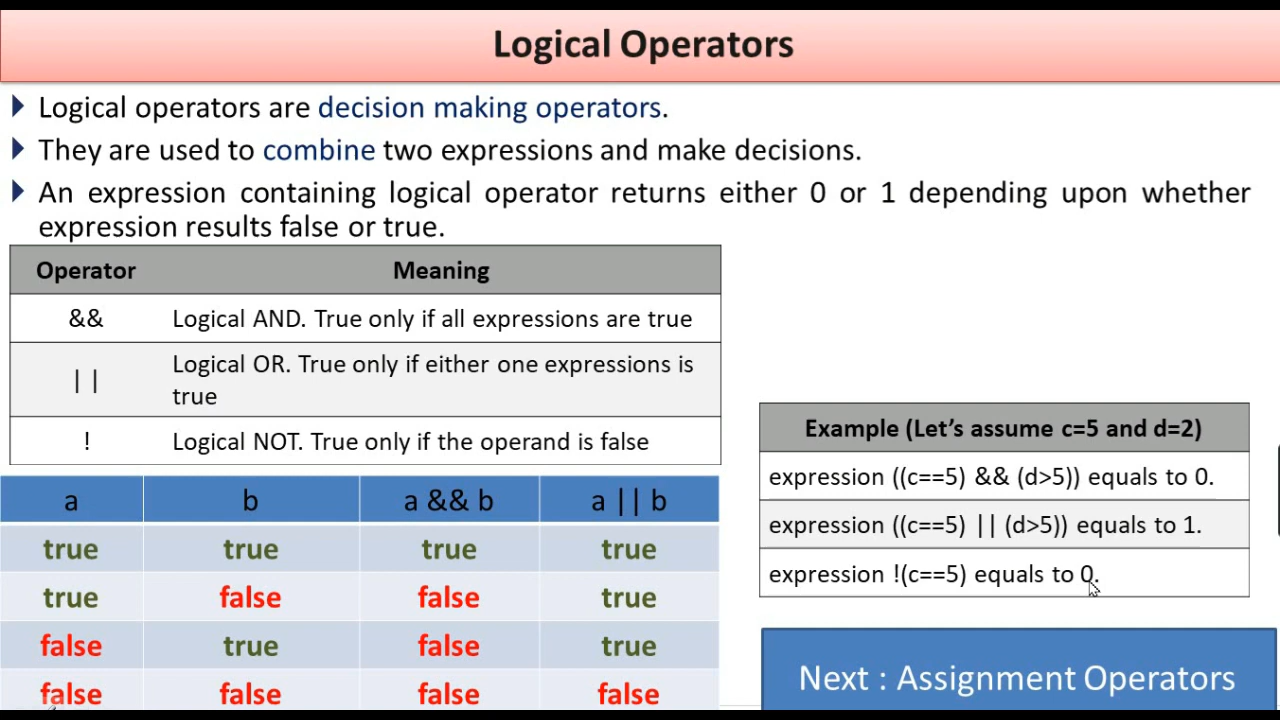 Logical Operators
Logical operators are decision making operators.
They are used to combine two expressions and make decisions.
An expression containing logical operator returns either 0 or 1 depending upon whether
expression results false or true.
Operator Meaning
&& Logical AND. True only if all expressions are true
|| Logical OR. True only if either one expressions is
true
! Logical NOT. True only if the operand is false
a b a && b a || b
true true true true
true false false true
false true false true
false false false false
Example (Let’s assume c=5 and d=2)
expression ((c==5) && (d>5)) equals to 0.
expression ((c==5) || (d>5)) equals to 1.
expression !(c==5) equals to 0.
Next : Assignment Operators